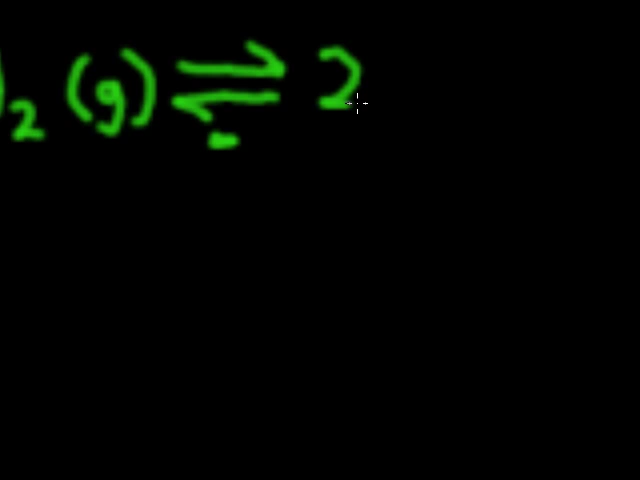 ₂ (g) ⇌ 2